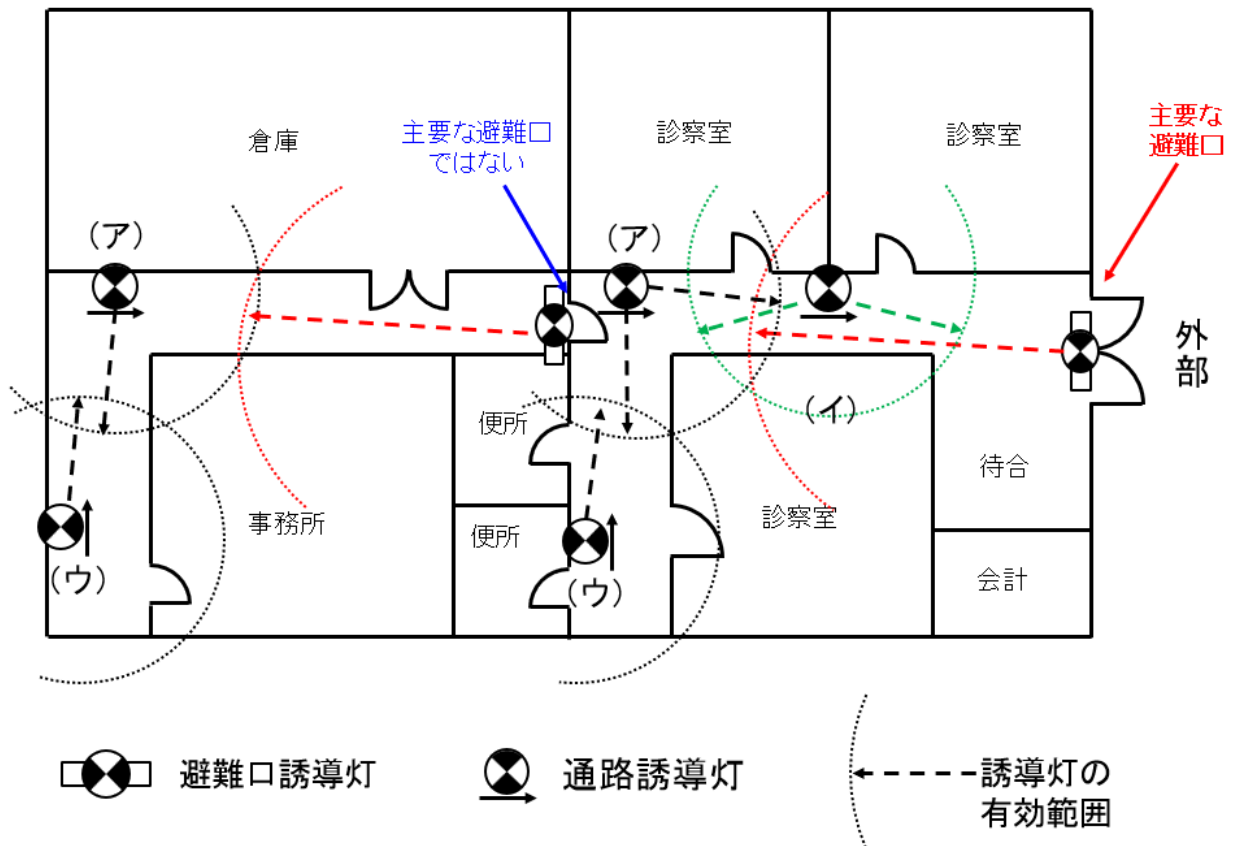 倉庫
主要な避難口
ではない
診察室
診察室
主要な
避難口
(ア)
(ア)
外部
(イ)
便所
待合
事務所
便所
診察室
(ウ)
(ウ)
会計
避難口誘導灯
通路誘導灯
誘導灯の
有効範囲